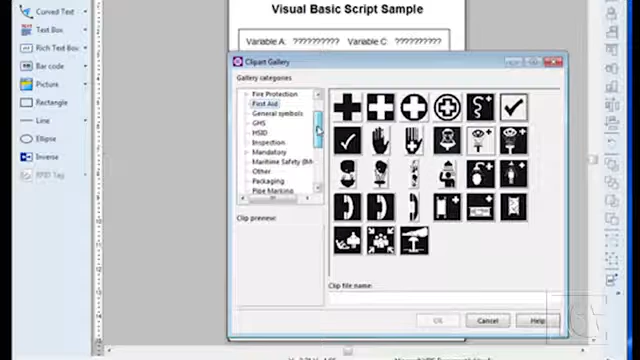 Visual Basic Script Sample
Variable A: ?????????? Variable C: ??????????
Curved Text
Text Box
Rich Text Box
Bar code
Picture
Rectangle
Line
Ellipse
Inverse
RFID Tag
Clipart Gallery
Gallery categories
Fire Protection
First Aid
General symbols
GHS
HSID
Inspection
Mandatory
Maritime Safety (IM
Other
Packaging
Pipe Marking
Clip preview:
Clip file name:
Ok Cancel Help